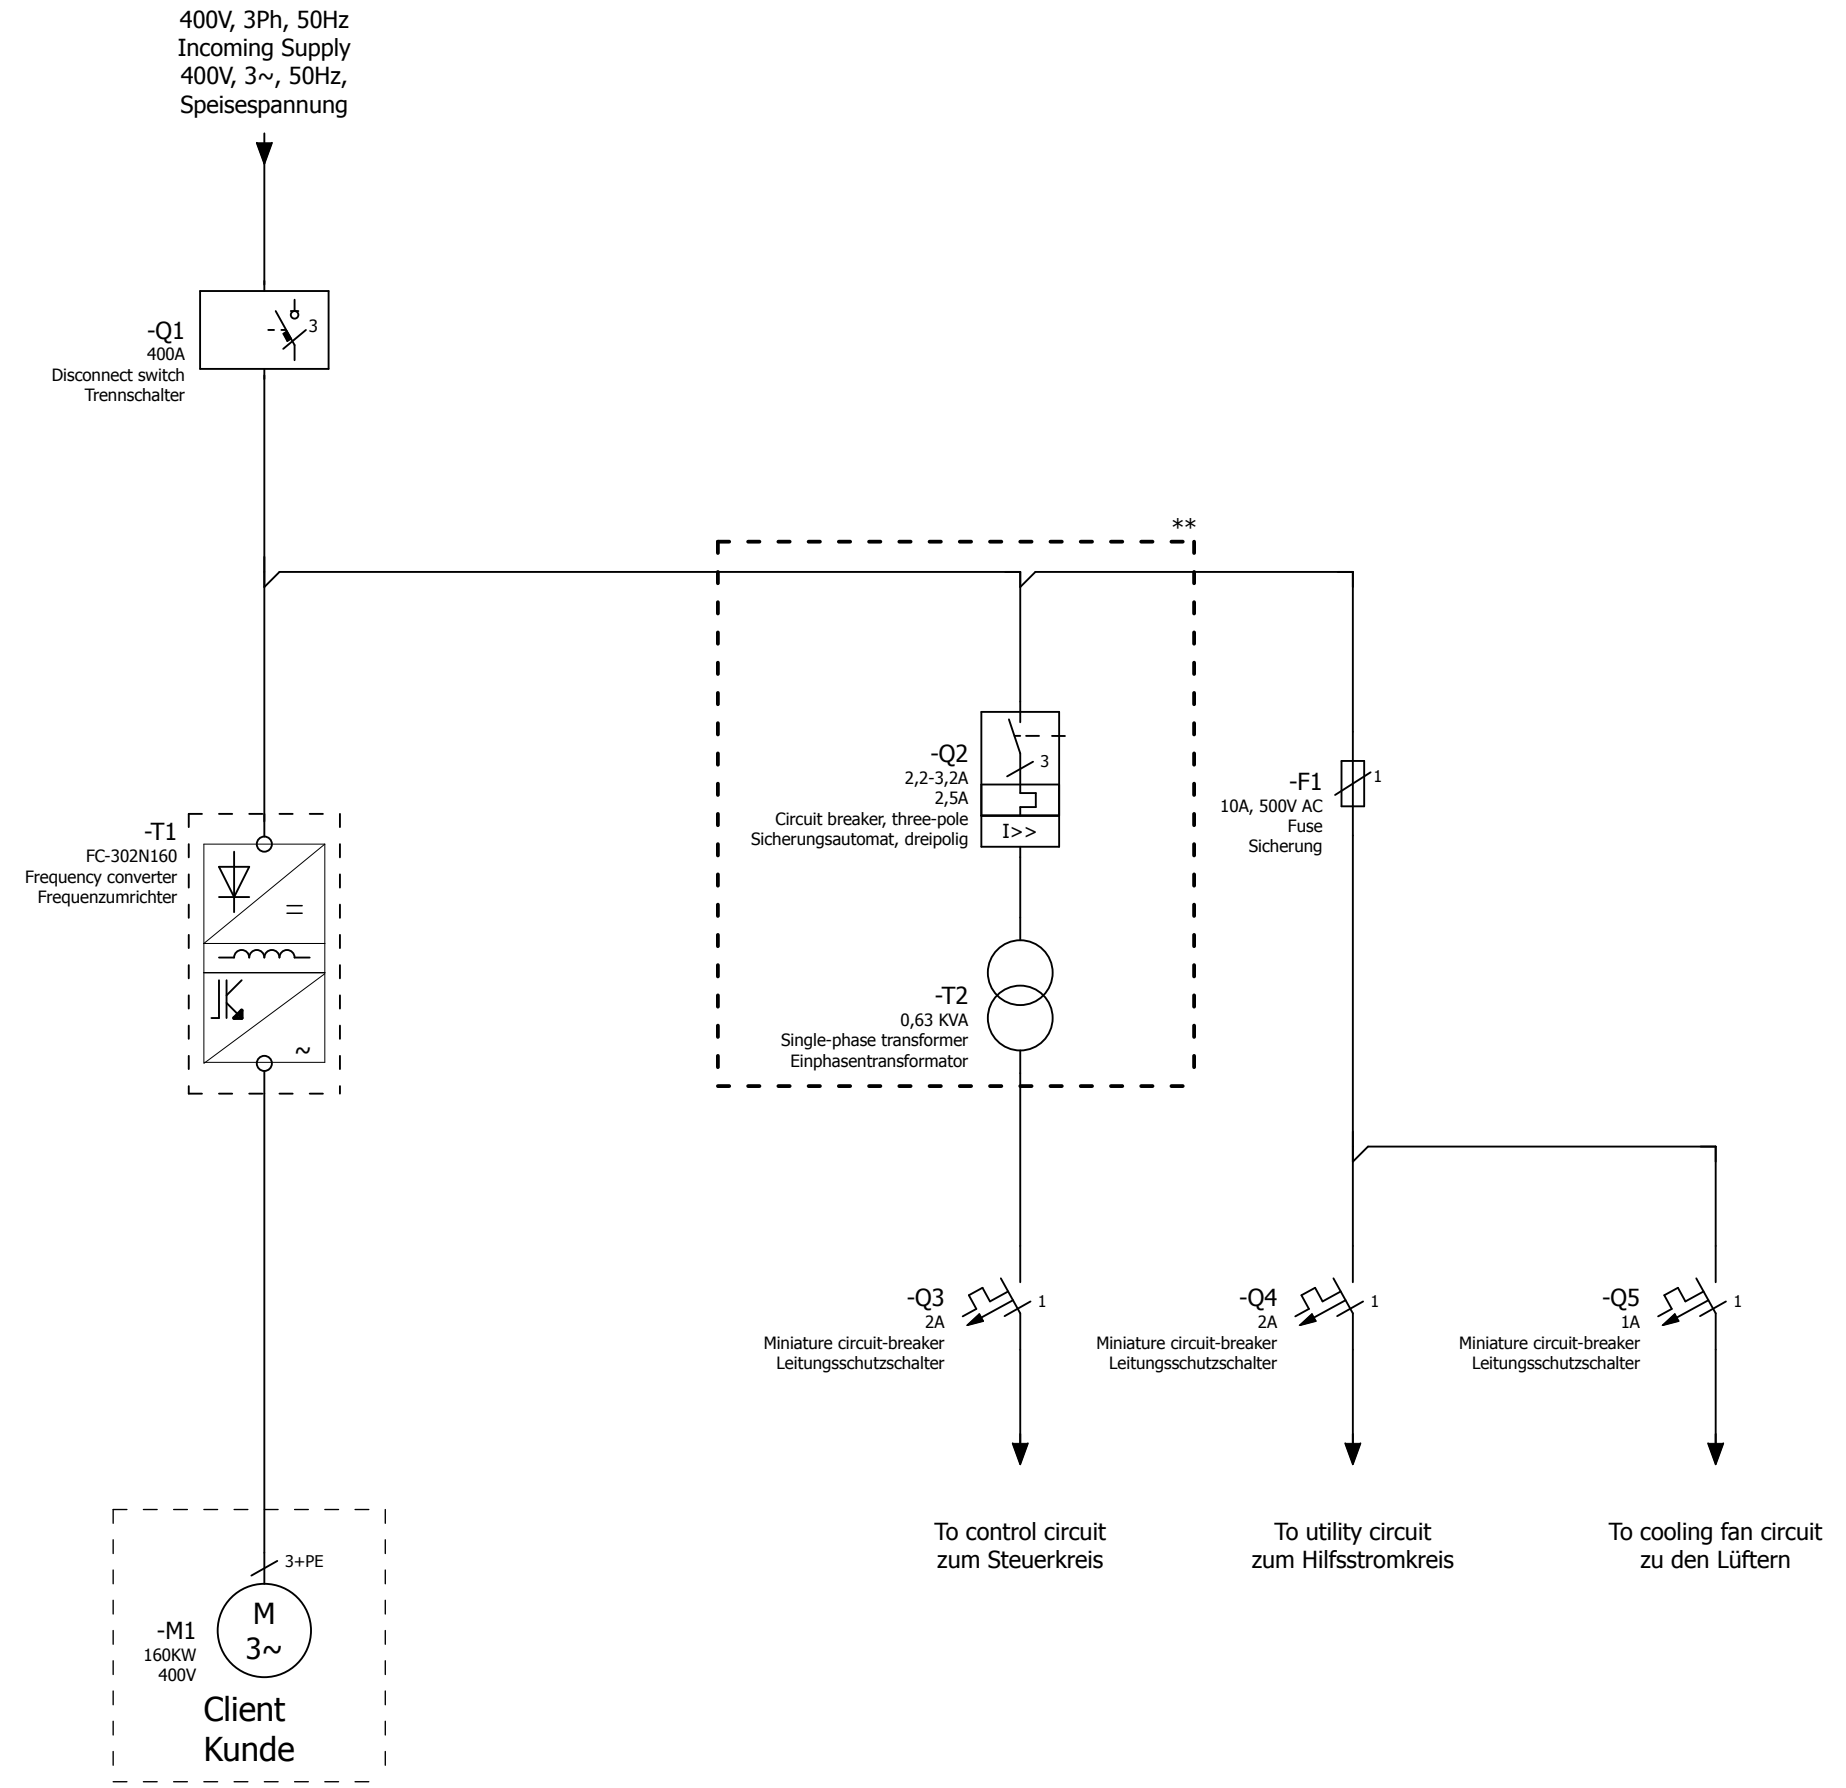 400V, 3Ph, 50Hz
Incoming Supply
400V, 3~, 50Hz,
Speisespannung
-Q1
400A
Disconnect switch
Trennschalter
3
**
-Q2
2,2-3,2A
2,5A
Circuit breaker, three-pole
Sicherungsautomat, dreipolig
3
I>>
-F1
10A, 500V AC
Fuse
Sicherung
1
-T1
FC-302N160
Frequency converter
Frequenzumrichter
=
~
-T2
0,63 KVA
Single-phase transformer
Einphasentransformator
-Q3
2A
Miniature circuit-breaker
Leitungsschutzschalter
1
-Q4
2A
Miniature circuit-breaker
Leitungsschutzschalter
1
-Q5
1A
Miniature circuit-breaker
Leitungsschutzschalter
1
To control circuit
zum Steuerkreis
To utility circuit
zum Hilfsstromkreis
To cooling fan circuit
zu den Lüftern
3+PE
M
3~
-M1
160KW
400V
Client
Kunde